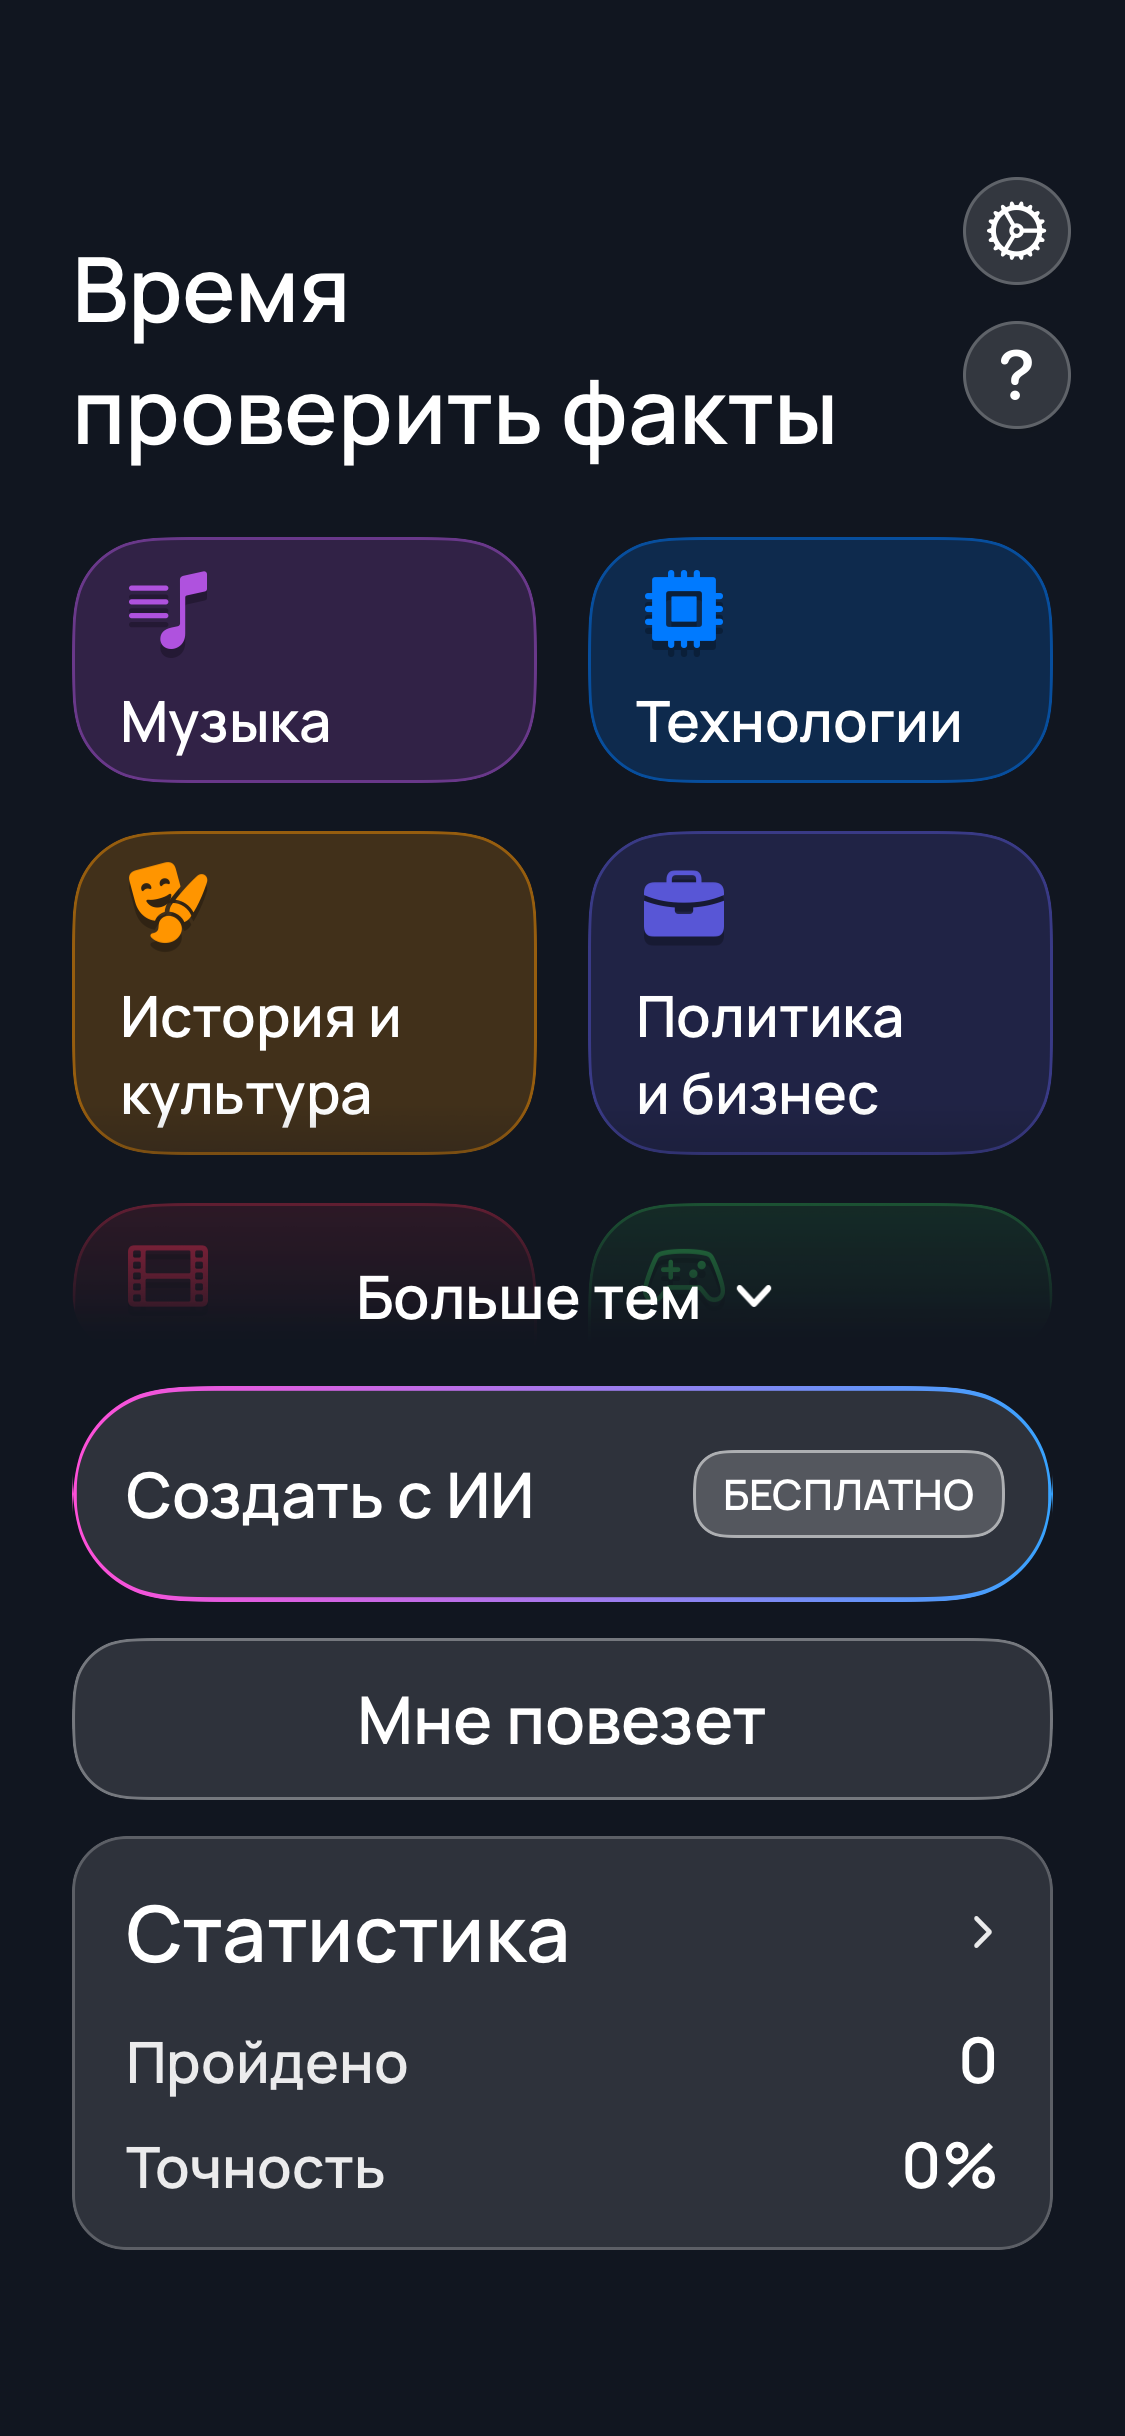 Время
проверить факты
?
Музыка
Технологии
История и
культура
Политика
и бизнес
Больше тем
Создать с ИИ
БЕСПЛАТНО
Мне повезет
Статистика
Пройдено
0
Точность
0%